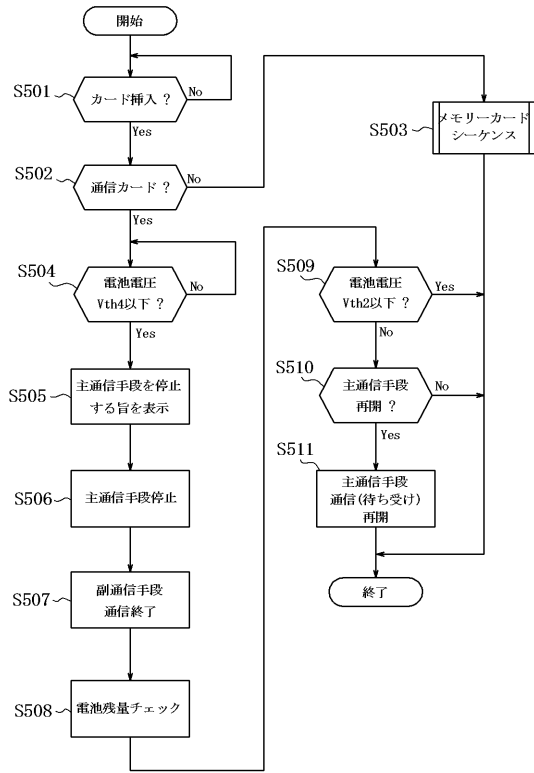 開始
S501
カード挿入？
No
Yes
S502
通信カード？
No
Yes
S503
メモリーカード
シーケンス
S504
電池電圧
Vth4以下？
No
Yes
S505
主通信手段を停止
する旨を表示
S506
主通信手段停止
S507
副通信手段
通信終了
S508
電池残量チェック
S509
電池電圧
Vth2以下？
Yes
No
S510
主通信手段
再開？
No
Yes
S511
主通信手段
通信(待ち受け)
再開
終了